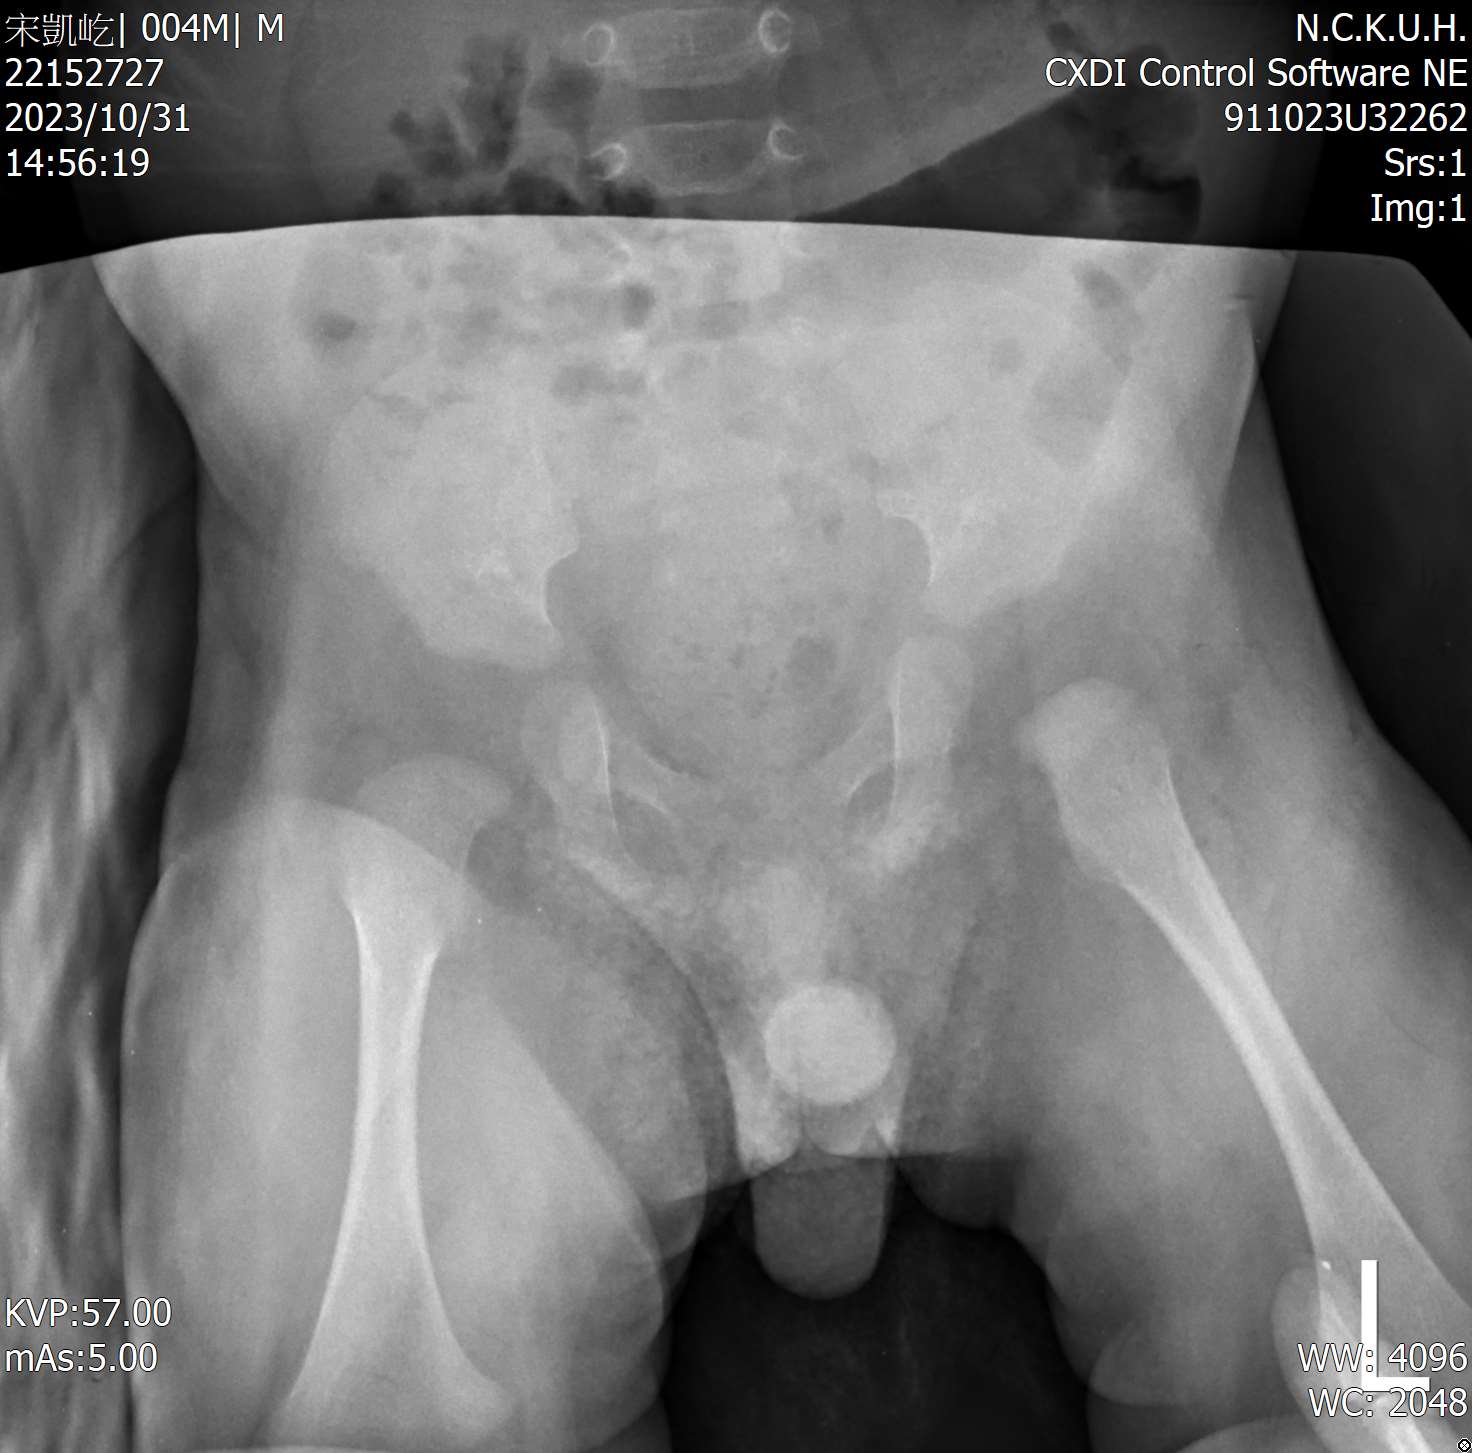 宋凱屹| 004M| M
22152727
2023/10/31
14:56:19
N.C.K.U.H.
CXDI Control Software NE
911023U32262
Srs:1
Img:1
L
KVP:57.00
mAs:5.00
WW: 4096
WC: 2048